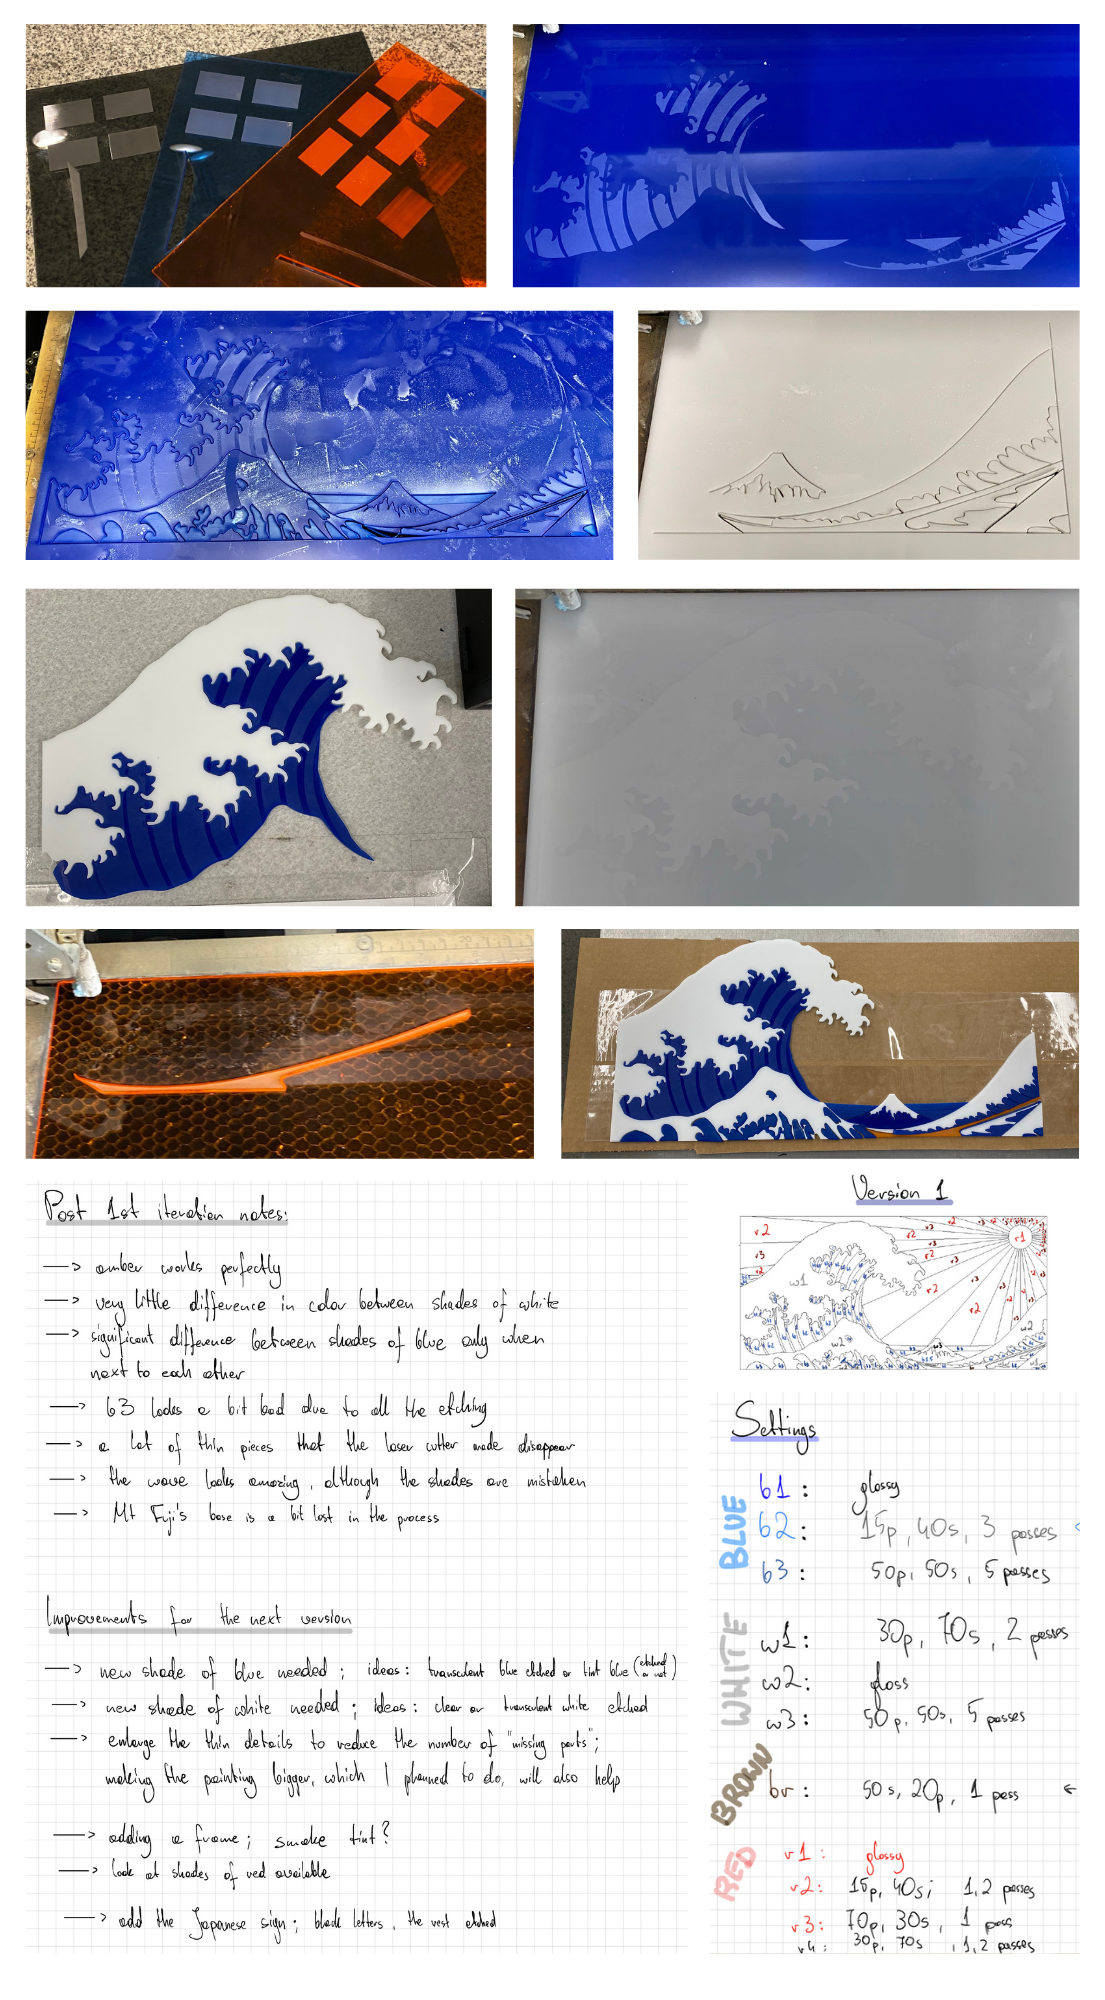 Post 1st iteration notes:
—> amber works perfectly
—> very little difference in color between shades of white
—> significant difference between shades of blue only when
next to each other
—> b3 looks a bit bad due to all the etching
—> a lot of thin pieces that the laser cutter made disappear
—> the wave looks amazing, although the shades are mistaken
—> Mt Fuji's base is a bit lost in the process
Improvements for the next version
—> new shade of blue needed; ideas: transculent blue etched or tint blue (etched or not)
—> new shade of white needed; ideas: clear or transculent white etched
—> enlarge the thin details to reduce the number of "missing parts";
making the painting bigger, which I planned to do, will also help
—> adding a frame; smoke tint?
—> look at shades of red available
—> add the Japanese sign; black letters, the rest etched
Version 1
r2
r3
r2
w1
r2
r3
r2
r1
r2
r2
w2
w3
w2
Settings
BLUE
b1: glossy
b2: 15p, 40s, 3 passes
b3: 50p, 50s, 5 passes
WHITE
w1: 30p, 70s, 2 passes
w2: gloss
w3: 50p, 50s, 5 passes
BROWN
br: 50s, 20p, 1 pass
RED
r1: glossy
r2: 15p, 40s; 1,2 passes
r3: 70p, 30s, 1 pass
r4: 30p, 70s, 1,2 passes